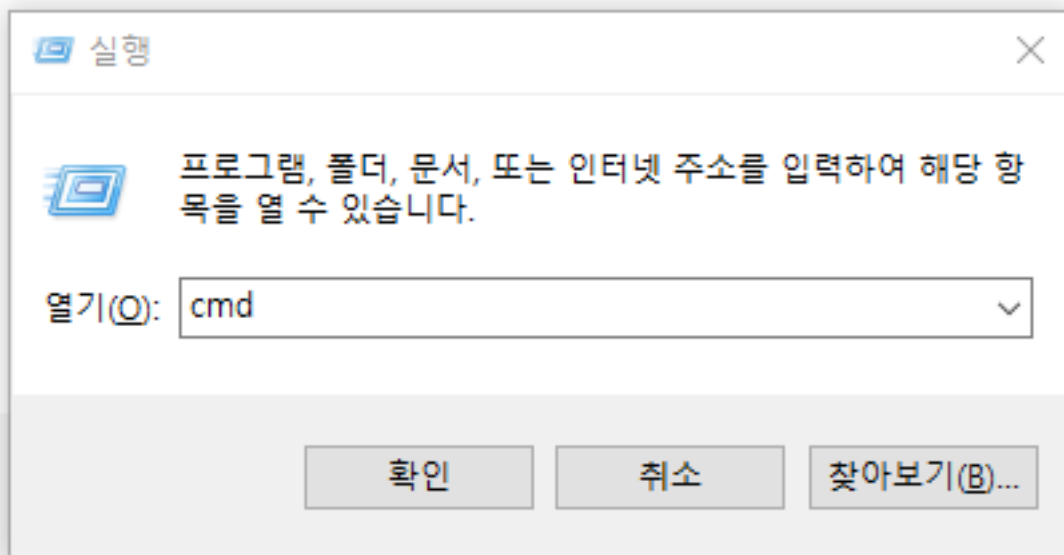 실행
프로그램, 폴더, 문서, 또는 인터넷 주소를 입력하여 해당 항
목을 열 수 있습니다.
열기(O): cmd
확인 취소 찾아보기(B)...